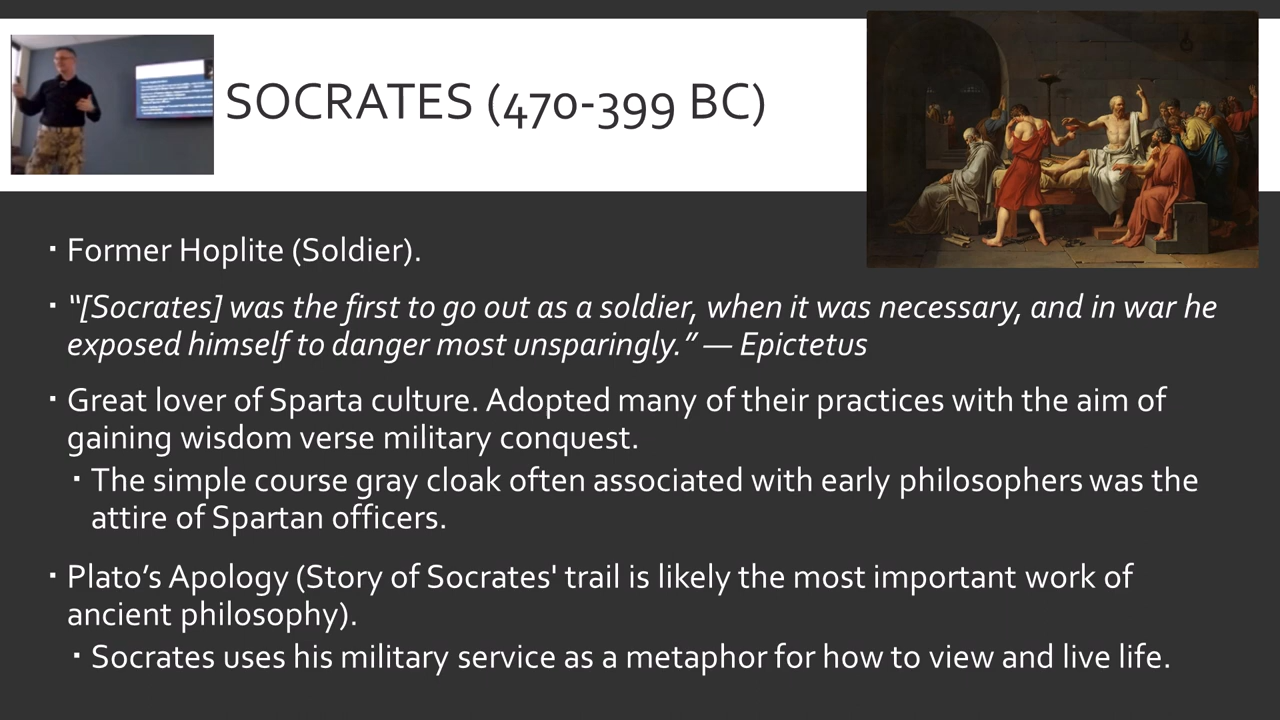 SOCRATES (470-399 BC)
▪ Former Hoplite (Soldier).
▪ “[Socrates] was the first to go out as a soldier, when it was necessary, and in war he
exposed himself to danger most unsparingly.” — Epictetus
▪ Great lover of Sparta culture. Adopted many of their practices with the aim of
gaining wisdom verse military conquest.
▪ The simple course gray cloak often associated with early philosophers was the
attire of Spartan officers.
▪ Plato’s Apology (Story of Socrates' trail is likely the most important work of
ancient philosophy).
▪ Socrates uses his military service as a metaphor for how to view and live life.